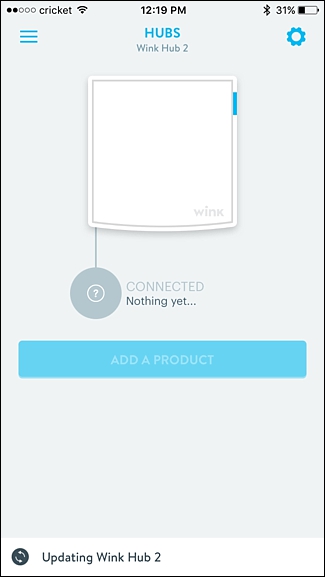 cricket 12:19 PM 31%
HUBS
Wink Hub 2
wink
?
CONNECTED
Nothing yet...
ADD A PRODUCT
Updating Wink Hub 2